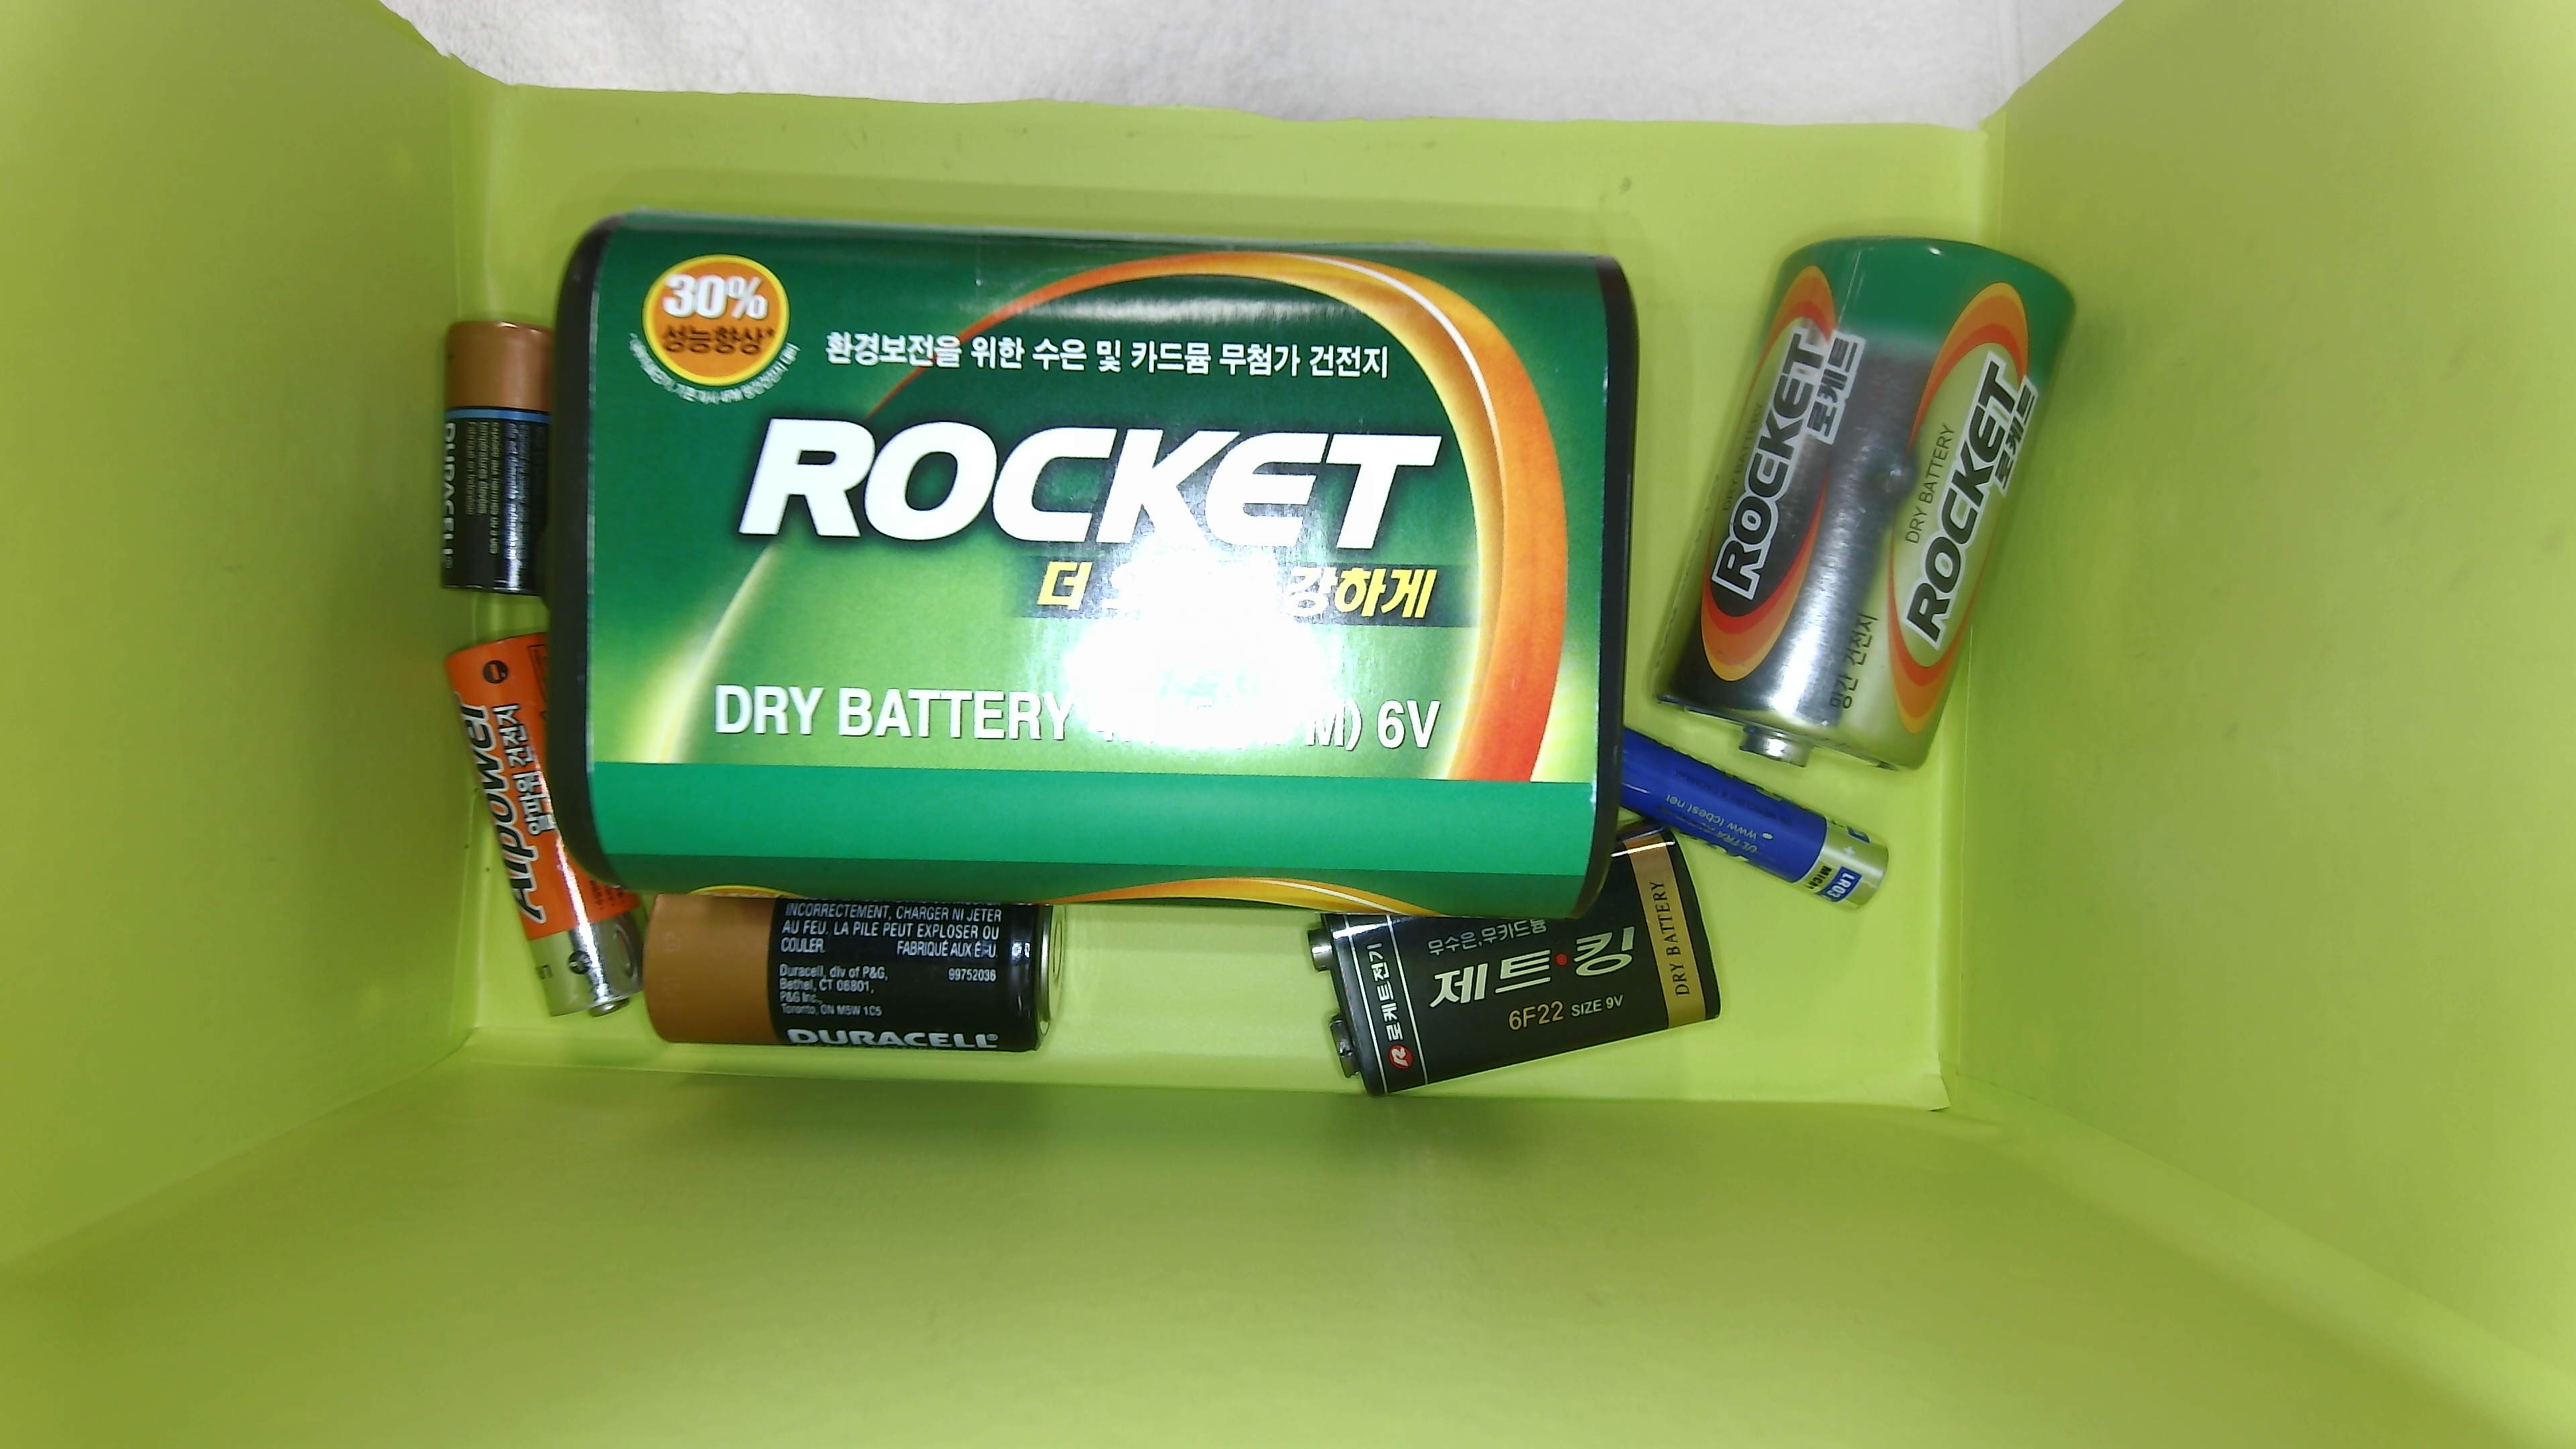 30%
성능향상*
환경보전을 위한 수은 및 카드뮴 무첨가 건전지
ROCKET
더 강하게
DRY BATTERY M) 6V
DRY BATTERY
ROCKET
로케트
DRY BATTERY
ROCKET
로케트
망간 건전지
DURACELL
Alpower
알파워 건전지
INCORRECTEMENT, CHARGER NI JETER
AU FEU. LA PILE PEUT EXPLOSER OU
COULER. FABRIQUÉ AUX É.-U.
Duracell, div of P&G, 99752036
Bethel, CT 06801,
P&G Inc.,
Toronto, ON M5W 1C5
DURACELL®
R 로케트전기
무수은,무카드뮴
제트·킹
6F22 SIZE 9V
DRY BATTERY
www tcbest net
LR03